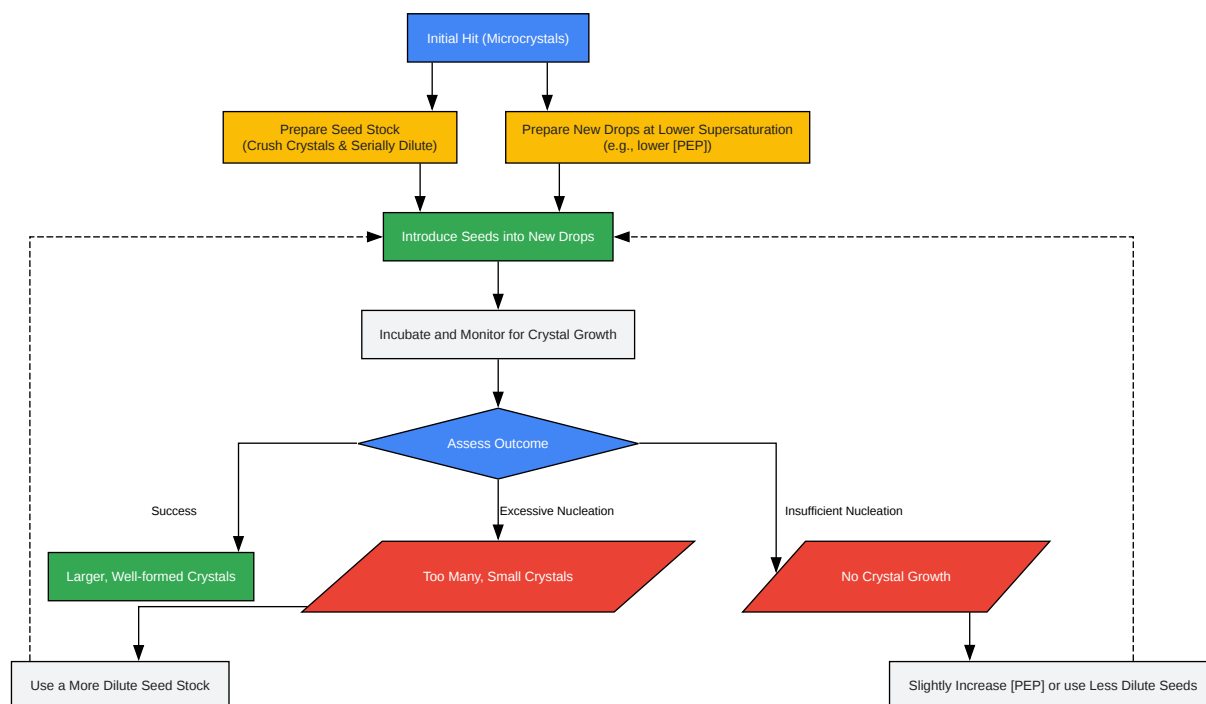 Initial Hit (Microcrystals)
Prepare Seed Stock
(Crush Crystals & Serially Dilute)
Prepare New Drops at Lower Supersaturation
(e.g., lower [PEP])
Introduce Seeds into New Drops
Incubate and Monitor for Crystal Growth
Assess Outcome
Success
Excessive Nucleation
Insufficient Nucleation
Larger, Well-formed Crystals
Too Many, Small Crystals
No Crystal Growth
Use a More Dilute Seed Stock
Slightly Increase [PEP] or use Less Dilute Seeds